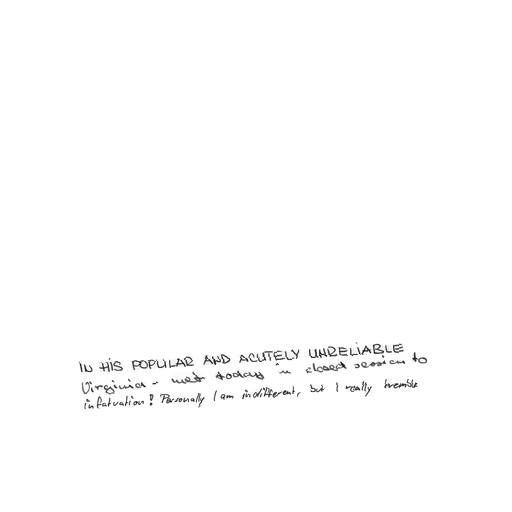 IN HIS POPULAR AND ACUTELY UNRELIABLE
Virginia - met today in closed session to
infatuation! Personally I am indifferent, but I really